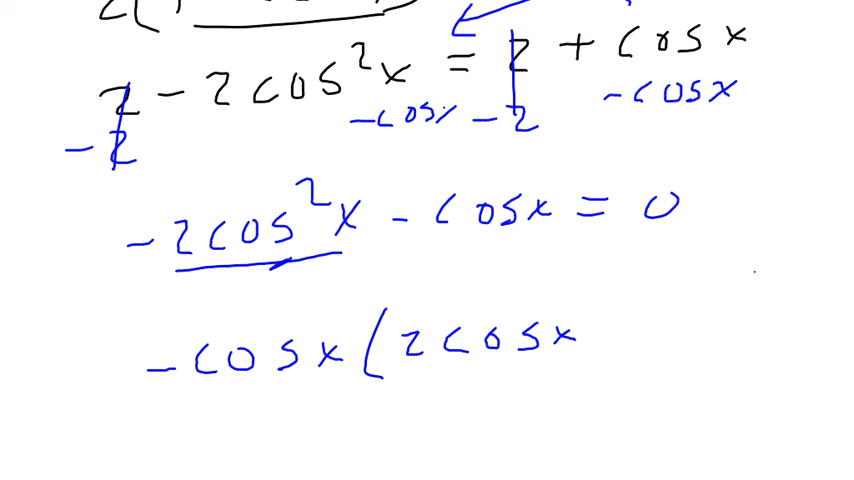 2 - 2cos²x = 2 + cosx
-2 -cosx -2 -cosx
-2cos²x - cosx = 0
-cosx(2cosx